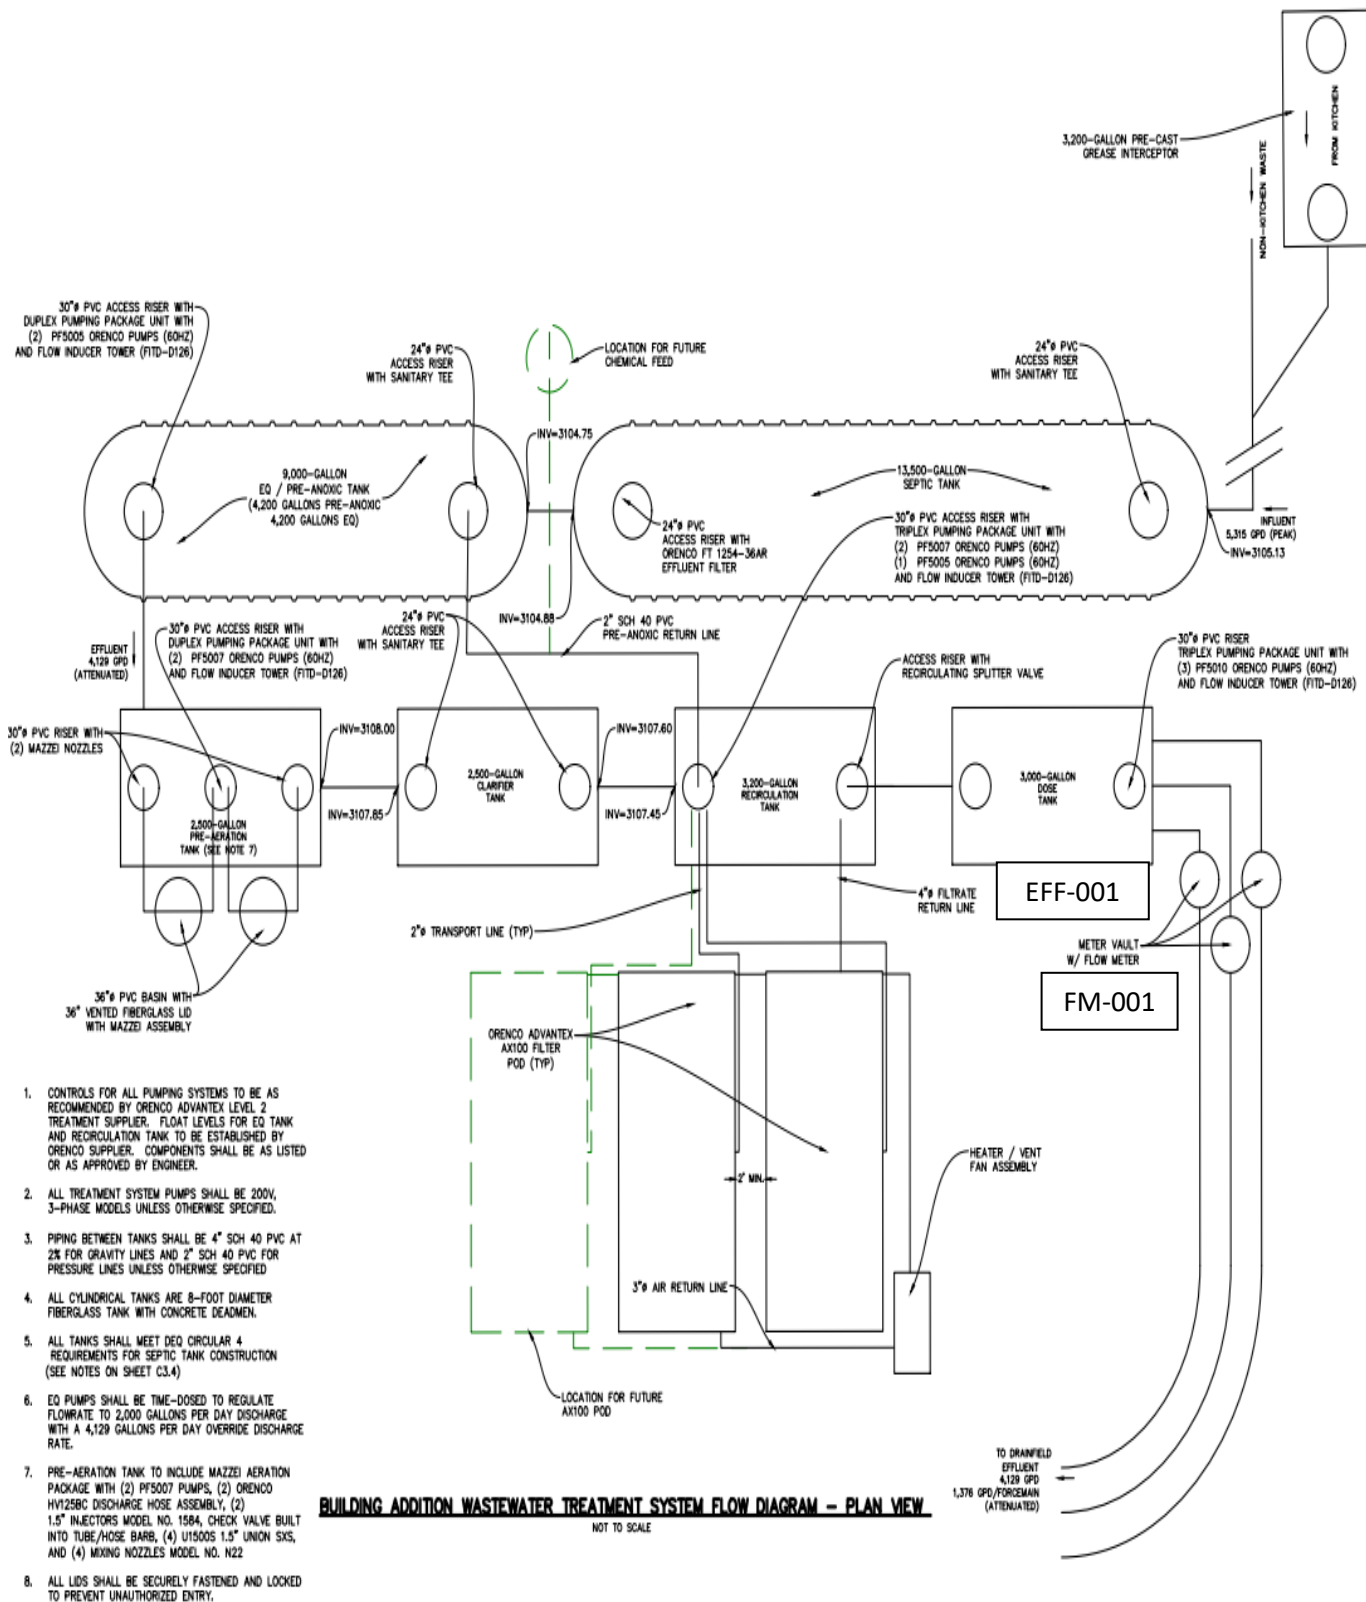 3,200-GALLON PRE-CAST
GREASE INTERCEPTOR
FROM KITCHEN
NON-KITCHEN WASTE
30"ø PVC ACCESS RISER WITH
DUPLEX PUMPING PACKAGE UNIT WITH
(2) PF5005 ORENCO PUMPS (60HZ)
AND FLOW INDUCER TOWER (FITD-D126)
24"ø PVC
ACCESS RISER
WITH SANITARY TEE
LOCATION FOR FUTURE
CHEMICAL FEED
24"ø PVC
ACCESS RISER
WITH SANITARY TEE
INV=3104.75
9,000-GALLON
EQ / PRE-ANOXIC TANK
(4,200 GALLONS PRE-ANOXIC
4,200 GALLONS EQ)
13,500-GALLON
SEPTIC TANK
24"ø PVC
ACCESS RISER WITH
ORENCO FT 1254-36AR
EFFLUENT FILTER
30"ø PVC ACCESS RISER WITH
TRIPLEX PUMPING PACKAGE UNIT WITH
(2) PF5007 ORENCO PUMPS (60HZ)
(1) PF5005 ORENCO PUMPS (60HZ)
AND FLOW INDUCER TOWER (FITD-D126)
INFLUENT
5,315 GPD (PEAK)
INV=3105.13
INV=3104.88
2" SCH 40 PVC
PRE-ANOXIC RETURN LINE
EFFLUENT
4,129 GPD
(ATTENUATED)
30"ø PVC ACCESS RISER WITH
DUPLEX PUMPING PACKAGE UNIT WITH
(2) PF5007 ORENCO PUMPS (60HZ)
AND FLOW INDUCER TOWER (FITD-D126)
24"ø PVC
ACCESS RISER
WITH SANITARY TEE
ACCESS RISER WITH
RECIRCULATING SPLITTER VALVE
30"ø PVC RISER
TRIPLEX PUMPING PACKAGE UNIT WITH
(3) PF5010 ORENCO PUMPS (60HZ)
AND FLOW INDUCER TOWER (FITD-D126)
30"ø PVC RISER WITH
(2) MAZZEI NOZZLES
INV=3108.00
INV=3107.60
2,500-GALLON
PRE-AERATION
TANK (SEE NOTE 7)
INV=3107.85
2,500-GALLON
CLARIFIER
TANK
INV=3107.45
3,200-GALLON
RECIRCULATION
TANK
3,000-GALLON
DOSE
TANK
4"ø FILTRATE
RETURN LINE
EFF-001
2"ø TRANSPORT LINE (TYP)
METER VAULT
W/ FLOW METER
FM-001
36"ø PVC BASIN WITH
36" VENTED FIBERGLASS LID
WITH MAZZEI ASSEMBLY
ORENCO ADVANTEX
AX100 FILTER
POD (TYP)
2' MIN.
HEATER / VENT
FAN ASSEMBLY
3"ø AIR RETURN LINE
LOCATION FOR FUTURE
AX100 POD
1. CONTROLS FOR ALL PUMPING SYSTEMS TO BE AS
RECOMMENDED BY ORENCO ADVANTEX LEVEL 2
TREATMENT SUPPLIER. FLOAT LEVELS FOR EQ TANK
AND RECIRCULATION TANK TO BE ESTABLISHED BY
ORENCO SUPPLIER. COMPONENTS SHALL BE AS LISTED
OR AS APPROVED BY ENGINEER.
2. ALL TREATMENT SYSTEM PUMPS SHALL BE 200V,
3-PHASE MODELS UNLESS OTHERWISE SPECIFIED.
3. PIPING BETWEEN TANKS SHALL BE 4" SCH 40 PVC AT
2% FOR GRAVITY LINES AND 2" SCH 40 PVC FOR
PRESSURE LINES UNLESS OTHERWISE SPECIFIED
4. ALL CYLINDRICAL TANKS ARE 8-FOOT DIAMETER
FIBERGLASS TANK WITH CONCRETE DEADMEN.
5. ALL TANKS SHALL MEET DEQ CIRCULAR 4
REQUIREMENTS FOR SEPTIC TANK CONSTRUCTION
(SEE NOTES ON SHEET C3.4)
6. EQ PUMPS SHALL BE TIME-DOSED TO REGULATE
FLOWRATE TO 2,000 GALLONS PER DAY DISCHARGE
WITH A 4,129 GALLONS PER DAY OVERRIDE DISCHARGE
RATE.
7. PRE-AERATION TANK TO INCLUDE MAZZEI AERATION
PACKAGE WITH (2) PF5007 PUMPS, (2) ORENCO
HV125BC DISCHARGE HOSE ASSEMBLY, (2)
1.5" INJECTORS MODEL NO. 1584, CHECK VALVE BUILT
INTO TUBE/HOSE BARB, (4) U1500S 1.5" UNION SXS,
AND (4) MIXING NOZZLES MODEL NO. N22
8. ALL LIDS SHALL BE SECURELY FASTENED AND LOCKED
TO PREVENT UNAUTHORIZED ENTRY.
TO DRAINFIELD
EFFLUENT
4,129 GPD
1,376 GPD/FORCEMAIN
(ATTENUATED)
BUILDING ADDITION WASTEWATER TREATMENT SYSTEM FLOW DIAGRAM - PLAN VIEW
NOT TO SCALE